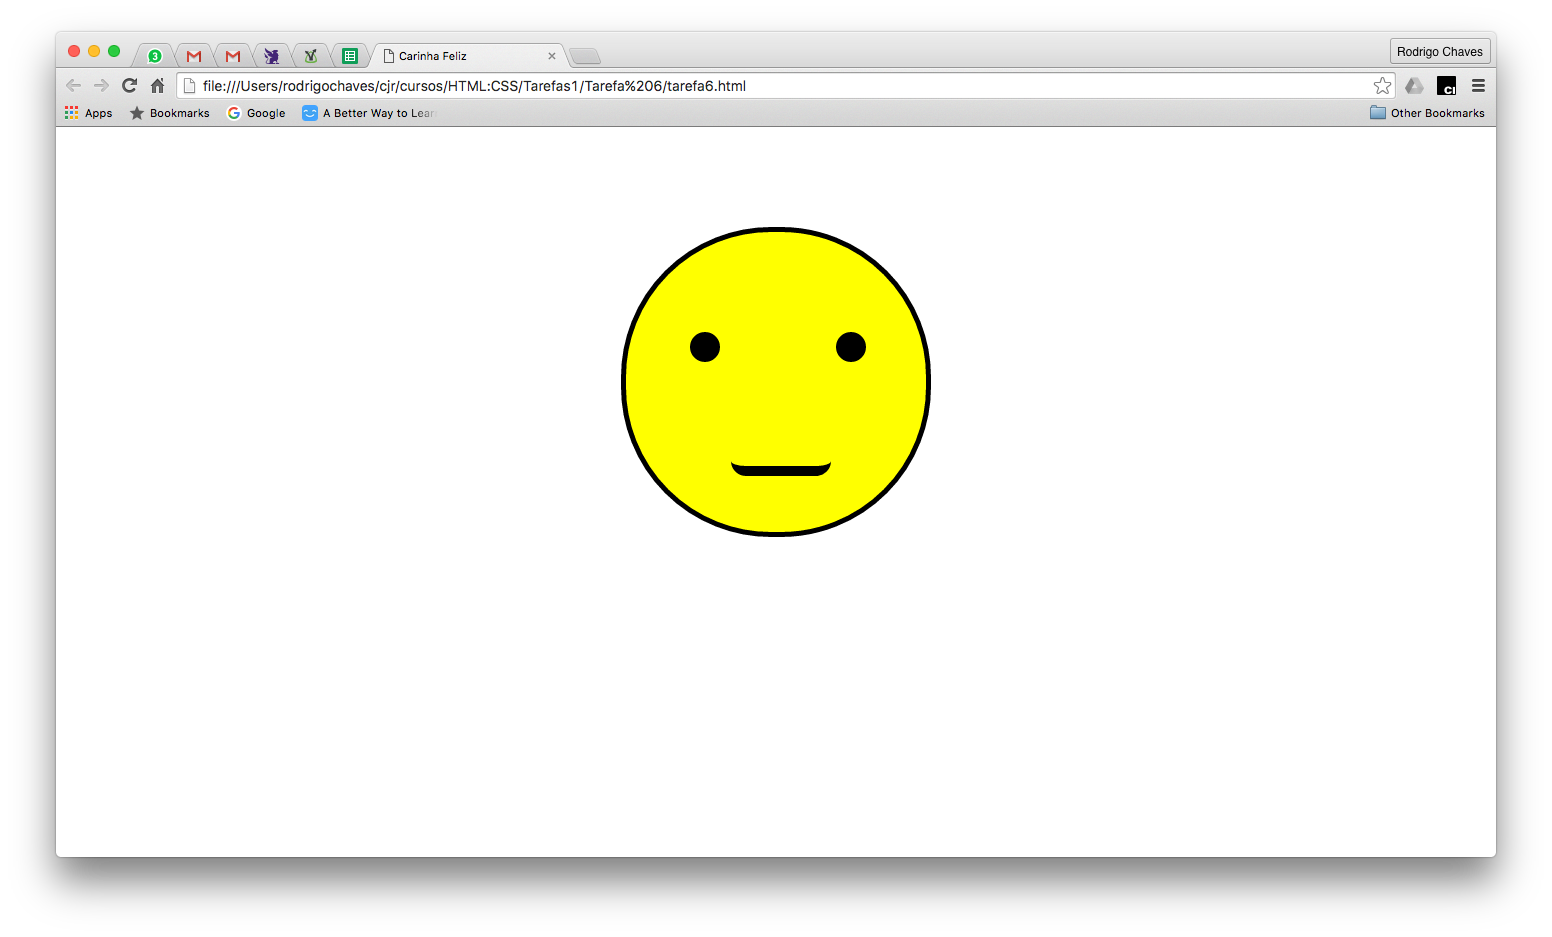 3
Carinha Feliz
Rodrigo Chaves
file:///Users/rodrigochaves/cjr/cursos/HTML:CSS/Tarefas1/Tarefa%206/tarefa6.html
CI
Apps Bookmarks Google A Better Way to Lear Other Bookmarks